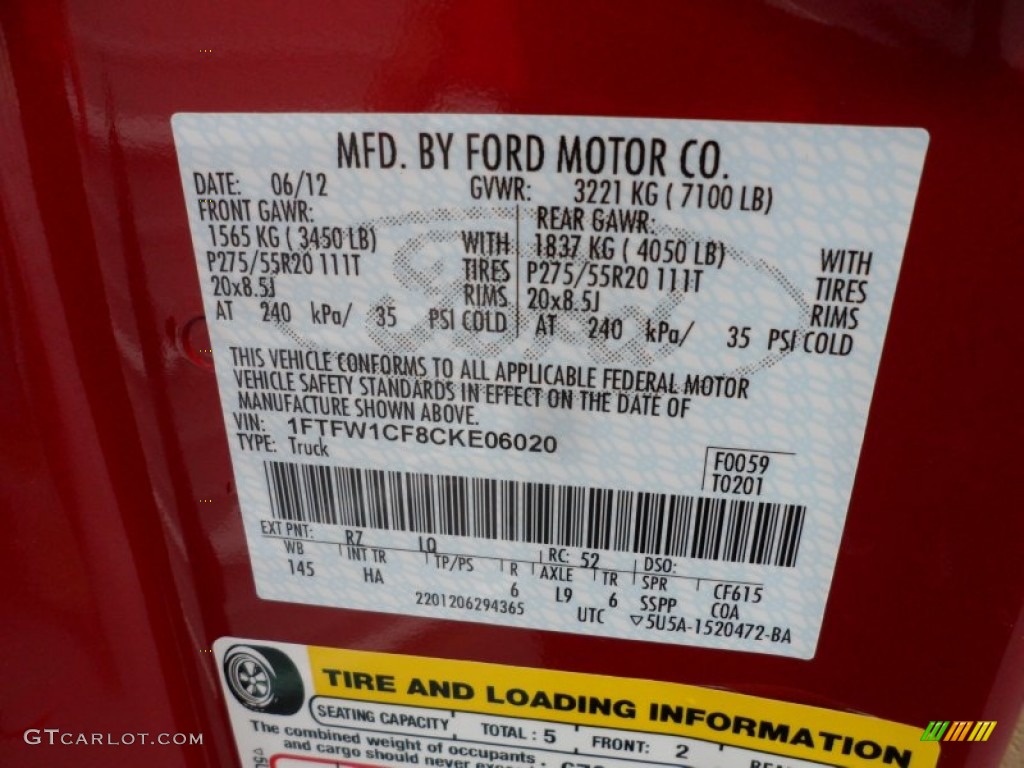 MFD. BY FORD MOTOR CO.
DATE: 06/12 GVWR: 3221 KG ( 7100 LB)
FRONT GAWR: REAR GAWR:
1565 KG ( 3450 LB) WITH 1837 KG ( 4050 LB) WITH
P275/55R20 111T TIRES P275/55R20 111T TIRES
20x8.5J RIMS 20x8.5J RIMS
AT 240 kPa/ 35 PSI COLD AT 240 kPa/ 35 PSI COLD
THIS VEHICLE CONFORMS TO ALL APPLICABLE FEDERAL MOTOR
VEHICLE SAFETY STANDARDS IN EFFECT ON THE DATE OF
MANUFACTURE SHOWN ABOVE.
VIN: 1FTFW1CF8CKE06020
TYPE: Truck
F0059
T0201
EXT PNT: RZ LQ RC: 52 DSO:
WB INT TR TP/PS R AXLE TR SPR CF615
145 HA 6 L9 6 SSPP COA
2201206294365 UTC ▽5U5A-1520472-BA
TIRE AND LOADING INFORMATION
SEATING CAPACITY TOTAL : 5 FRONT: 2
The combined weight of occupants
and cargo should never
GTCARLOT.COM